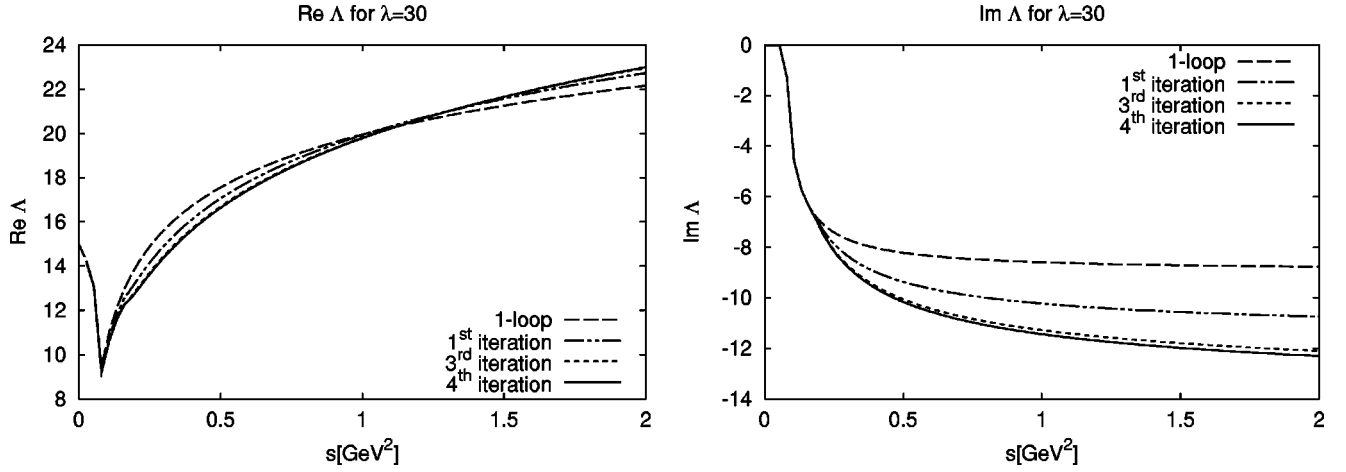 Re Λ for λ=30
24
22
20
18
16
14
12
10
8
Re Λ
1-loop
1st iteration
3rd iteration
4th iteration
0
0.5
1
1.5
2
s[GeV2]
Im Λ for λ=30
0
-2
-4
-6
-8
-10
-12
-14
Im Λ
1-loop
1st iteration
3rd iteration
4th iteration
0
0.5
1
1.5
2
s[GeV2]